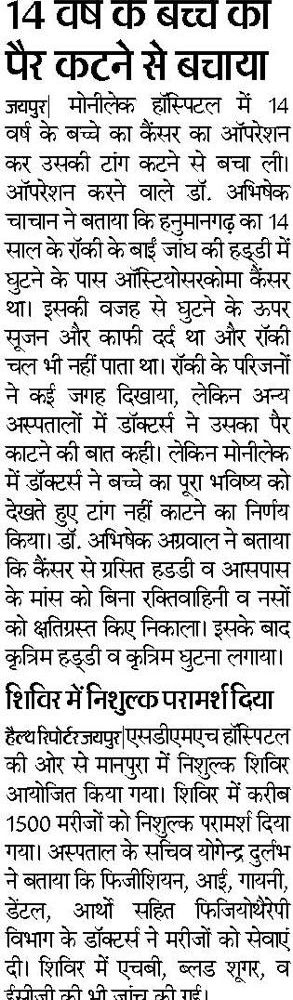 14 वर्ष के बच्चे का
पैर कटने से बचाया
जयपुर| मोनीलेक हॉस्पिटल में 14
वर्ष के बच्चे का कैंसर का ऑपरेशन
कर उसकी टांग कटने से बचा ली।
ऑपरेशन करने वाले डॉ. अभिषेक
चाचान ने बताया कि हनुमानगढ़ का 14
साल के रॉकी के बाईं जांघ की हड्डी में
घुटने के पास ऑस्टियोसरकोमा कैंसर
था। इसकी वजह से घुटने के ऊपर
सूजन और काफी दर्द था और रॉकी
चल भी नहीं पाता था। रॉकी के परिजनों
ने कई जगह दिखाया, लेकिन अन्य
अस्पतालों में डॉक्टर्स ने उसका पैर
काटने की बात कही। लेकिन मोनीलेक
में डॉक्टर्स ने बच्चे का पूरा भविष्य को
देखते हुए टांग नहीं काटने का निर्णय
किया। डॉ. अभिषेक अग्रवाल ने बताया
कि कैंसर से ग्रसित हडडी व आसपास
के मांस को बिना रक्तिवाहिनी व नसों
को क्षतिग्रस्त किए निकाला। इसके बाद
कृत्रिम हड्डी व कृत्रिम घुटना लगाया।
शिविर में निशुल्क परामर्श दिया
हैल्थ रिपोर्टर.जयपुर|एसडीएमएच हॉस्पिटल
की ओर से मानपुरा में निशुल्क शिविर
आयोजित किया गया। शिविर में करीब
1500 मरीजों को निशुल्क परामर्श दिया
गया। अस्पताल के सचिव योगेन्द्र दुर्लभ
ने बताया कि फिजीशियन, आई, गायनी,
डेंटल, आर्थो सहित फिजियोथैरेपी
विभाग के डॉक्टर्स ने मरीजों को सेवाएं
दी। शिविर में एचबी, ब्लड शूगर, व
ईसीजी की भी जांच की गई।